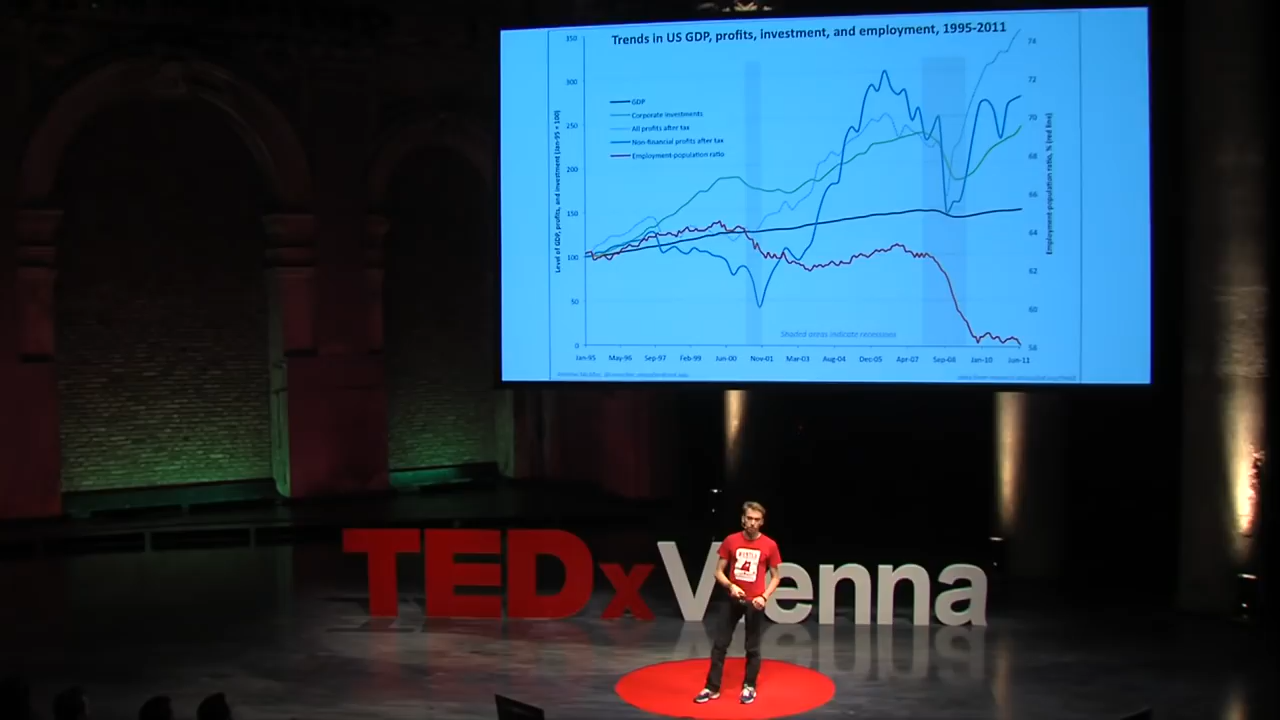 Trends in US GDP, profits, investment, and employment, 1995-2011
350
300
250
200
150
100
50
0
Level of GDP, profits, and investment (Jan-95 = 100)
GDP
Corporate investments
All profits after tax
Non-financial profits after tax
Employment-population ratio
74
72
70
68
66
64
62
60
58
Employment-population ratio, % (red line)
Shaded areas indicate recessions
Jan-95 May-96 Sep-97 Feb-99 Jun-00 Nov-01 Mar-03 Aug-04 Dec-05 Apr-07 Sep-08 Jan-10 Jun-11
TEDxVienna